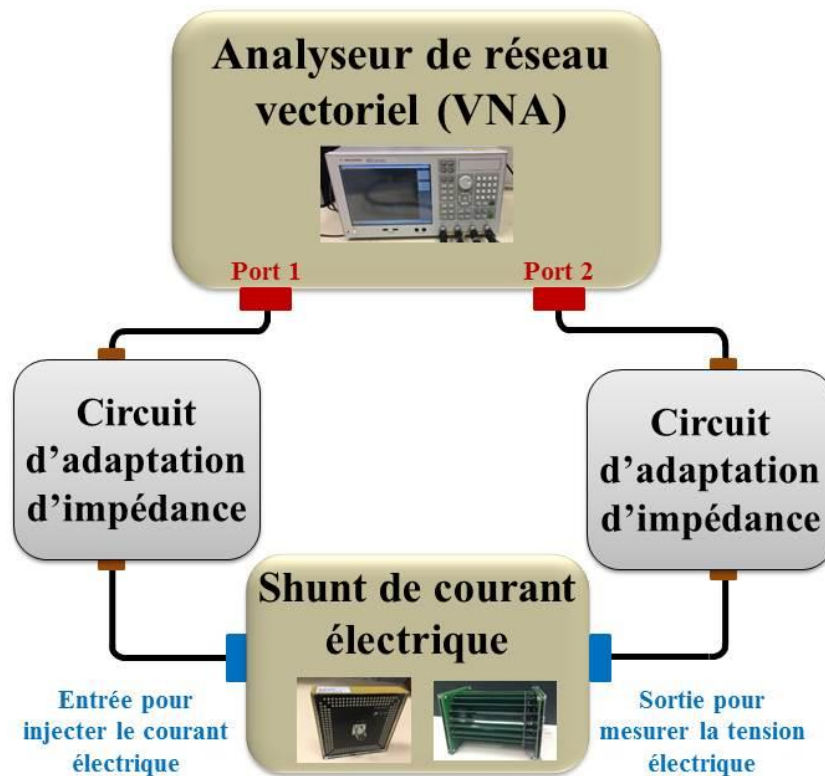 Analyseur de réseau
vectoriel (VNA)
Port 1
Port 2
Circuit
d’adaptation
d’impédance
Circuit
d’adaptation
d’impédance
Shunt de courant
électrique
Entrée pour
injecter le courant
électrique
Sortie pour
mesurer la tension
électrique